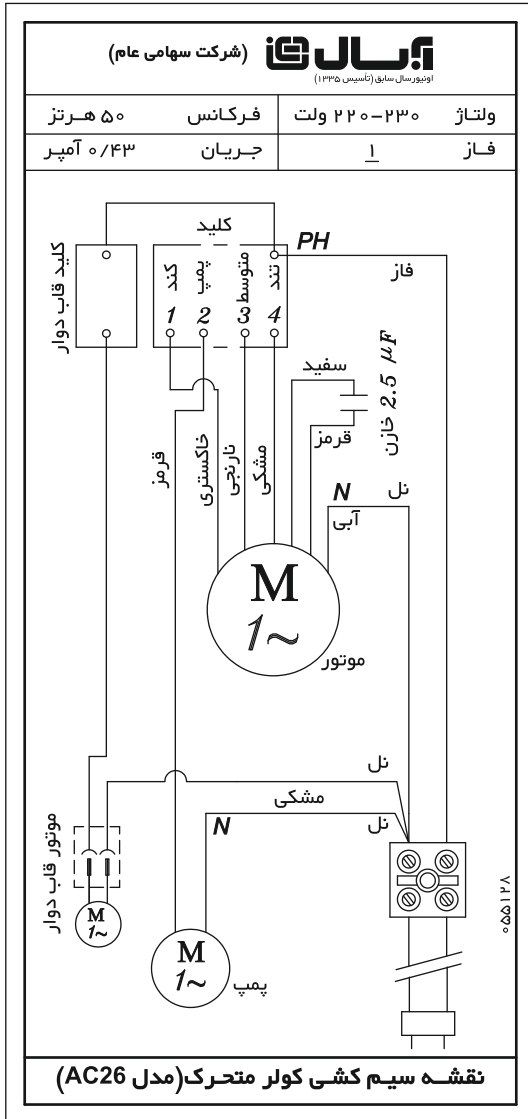 آبسال (شرکت سهامی عام)
اونیورسال سابق (تأسیس ۱۳۳۵)
ولتاژ ۲۲۰-۲۳۰ ولت فرکانس ۵۰ هرتز
فاز ۱ جریان ۰/۴۳ آمپر
کلید
PH
فاز
کلید قاب دوار
کند
پمپ
متوسط
تند
1 2 3 4
سفید
2.5 µF
خازن
قرمز
قرمز
خاکستری
نارنجی
مشکی
N نل
آبی
M
1~
موتور
نل
مشکی
N نل
موتور قاب دوار
M
1~
M
1~
پمپ
۰۵۵۱۲۸
نقشه سیم کشی کولر متحرک(مدل AC26)